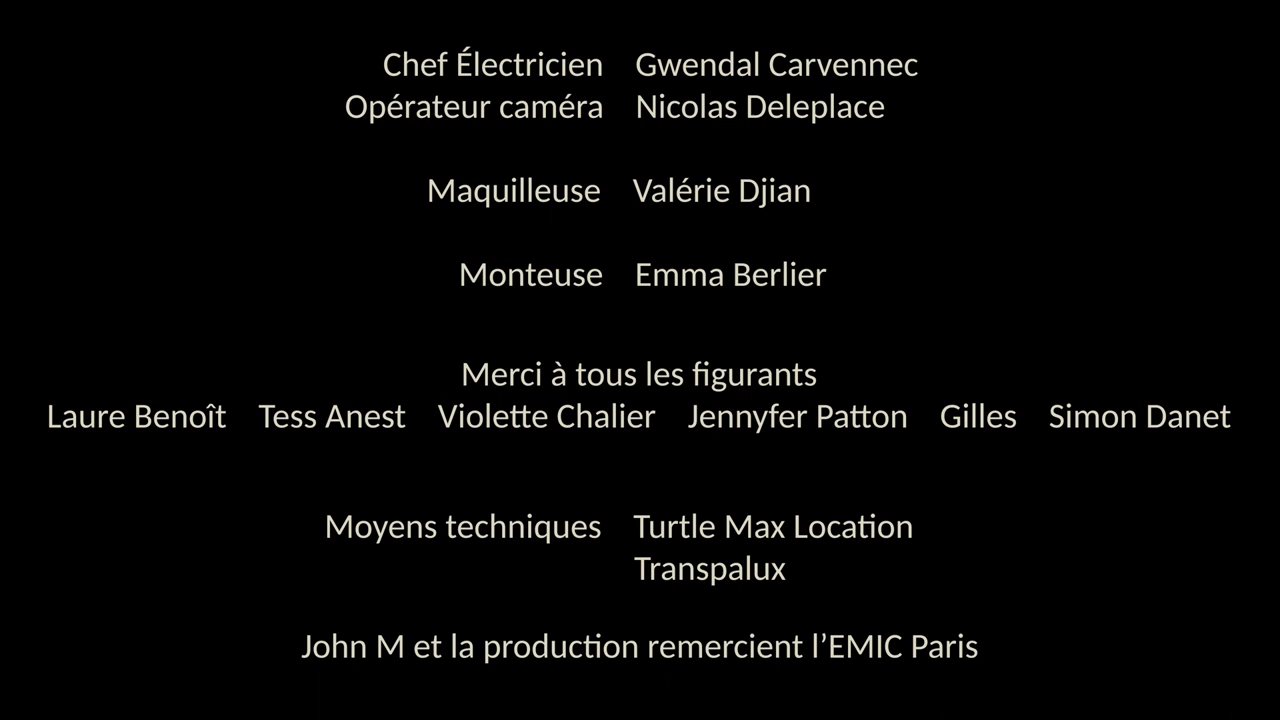 Chef Électricien Gwendal Carvennec
Opérateur caméra Nicolas Deleplace
Maquilleuse Valérie Djian
Monteuse Emma Berlier
Merci à tous les figurants
Laure Benoît Tess Anest Violette Chalier Jennyfer Patton Gilles Simon Danet
Moyens techniques Turtle Max Location
Transpalux
John M et la production remercient l’EMIC Paris